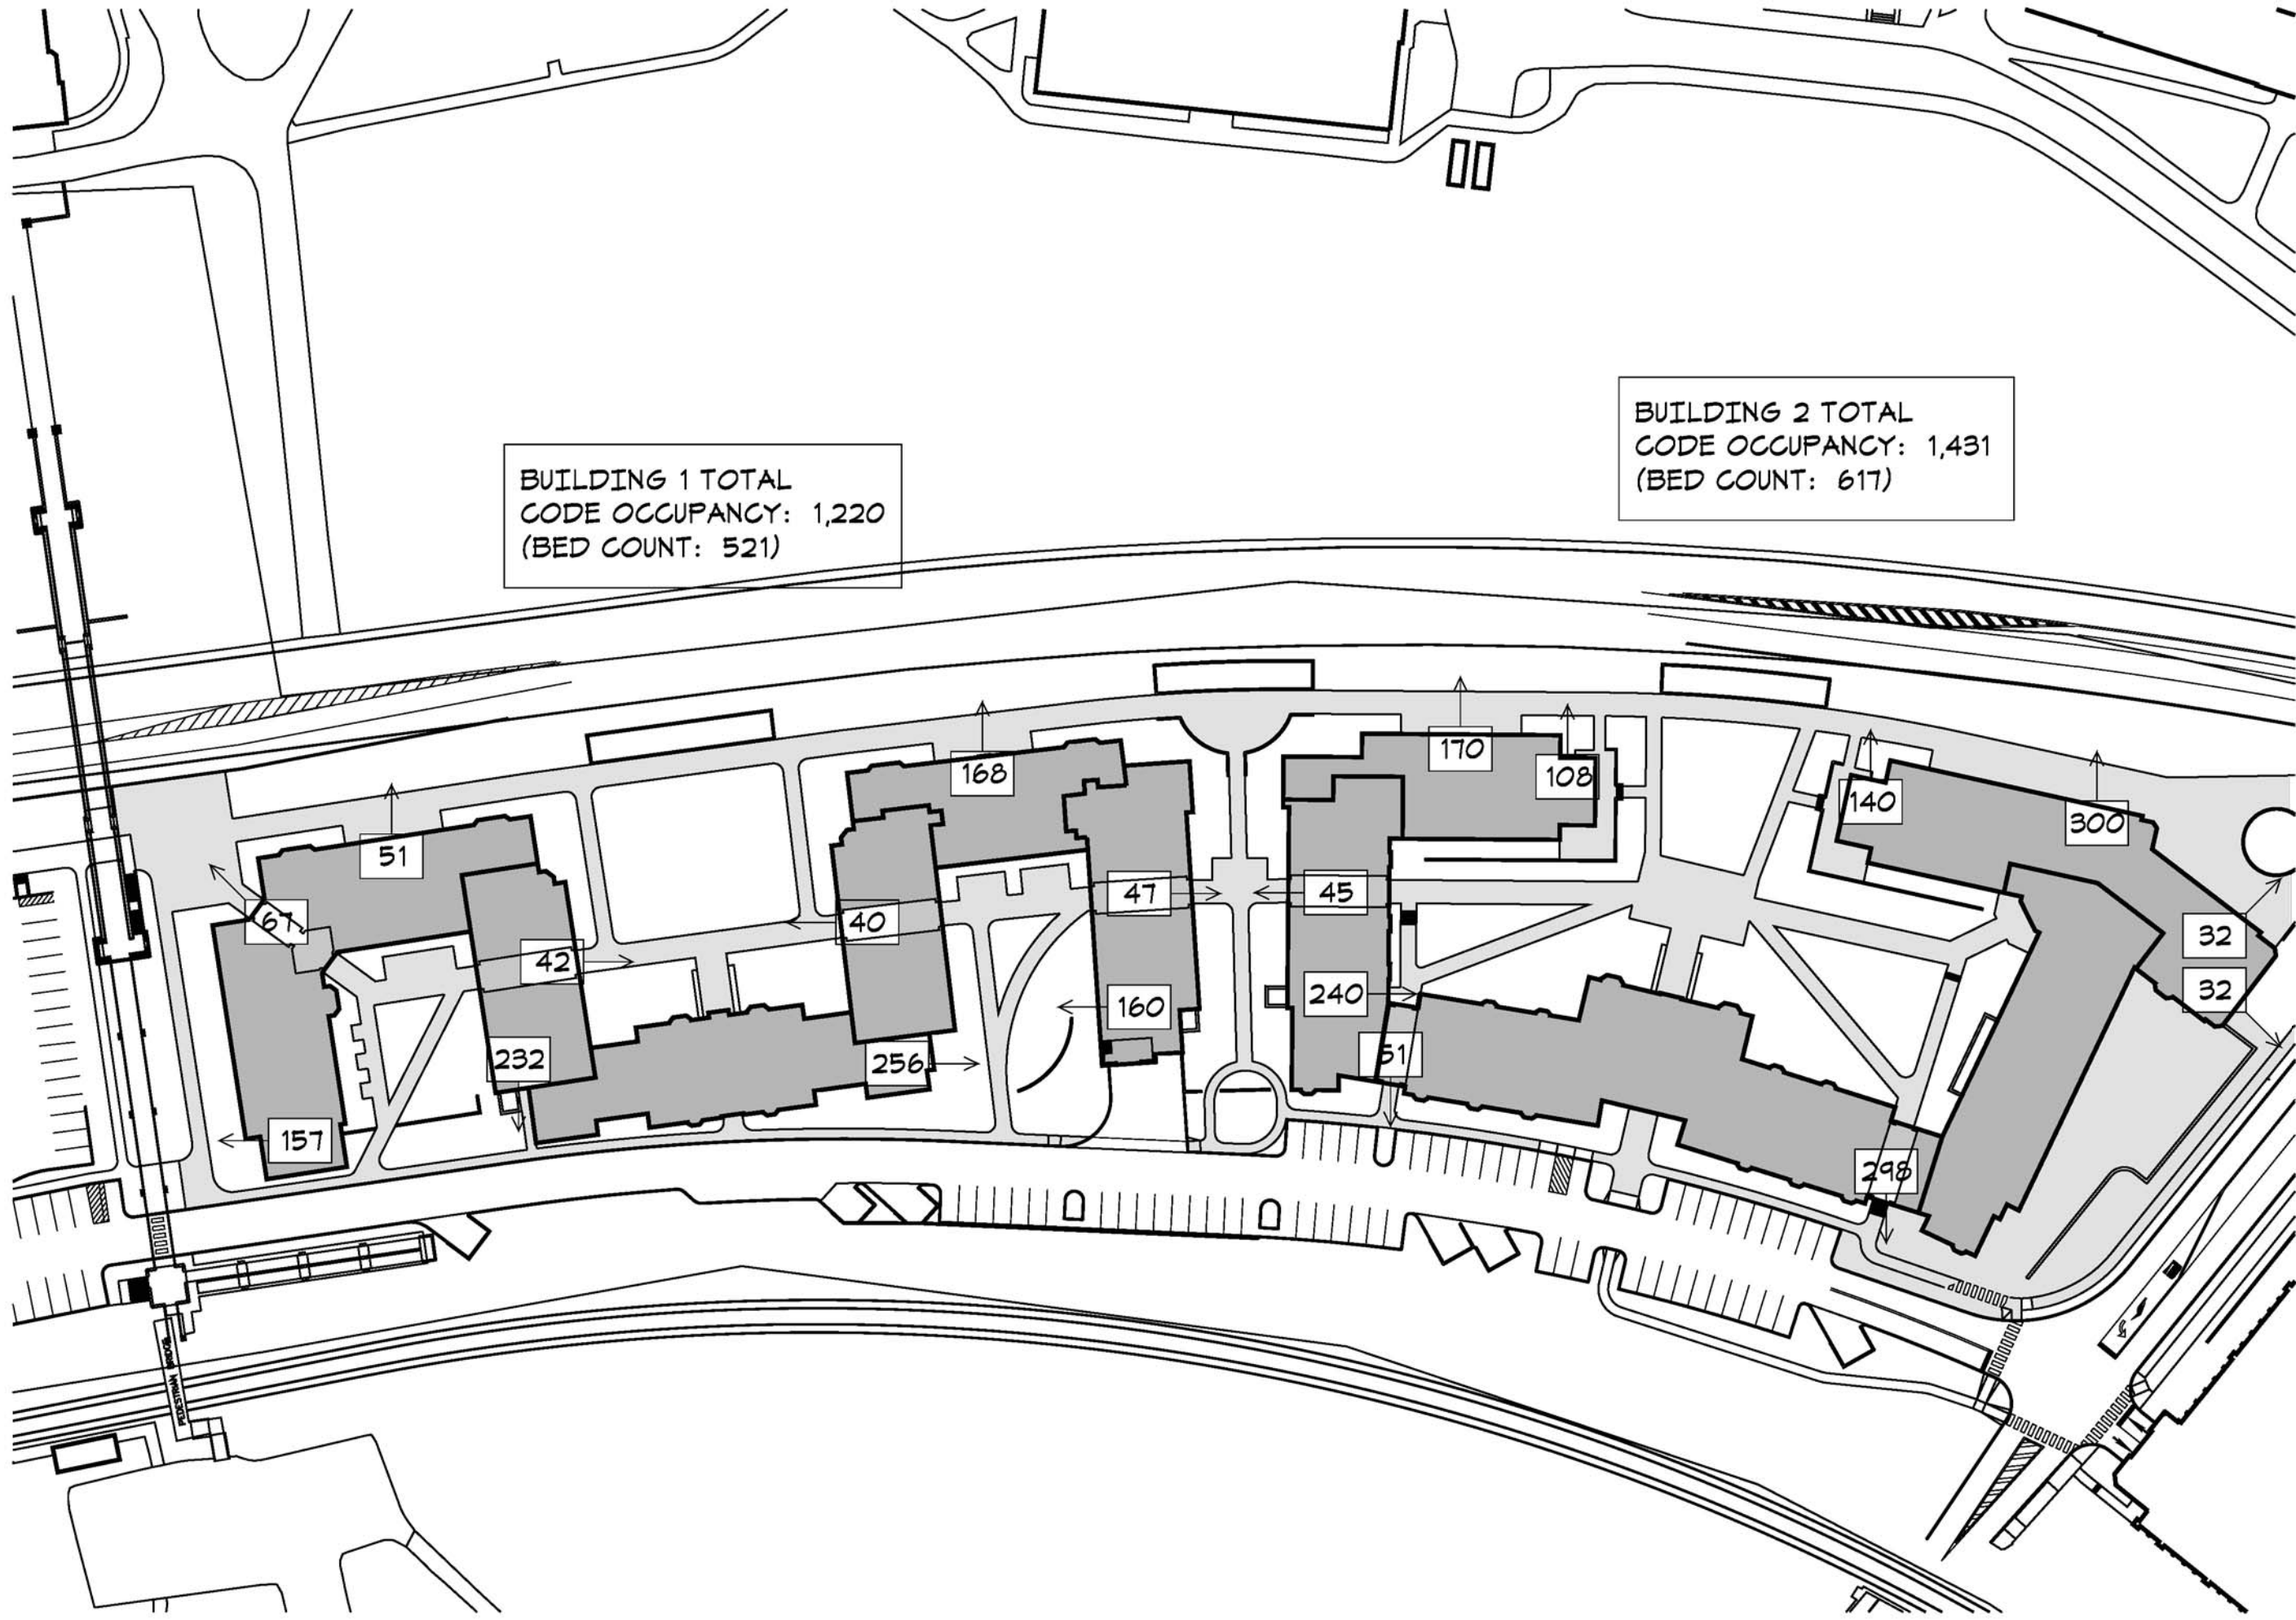 BUILDING 2 TOTAL
CODE OCCUPANCY: 1,431
(BED COUNT: 617)
BUILDING 1 TOTAL
CODE OCCUPANCY: 1,220
(BED COUNT: 521)
170
168
108
140
300
51
47
45
67
40
32
42
32
240
160
51
232
256
157
298
PEDESTRIAN BRIDGE